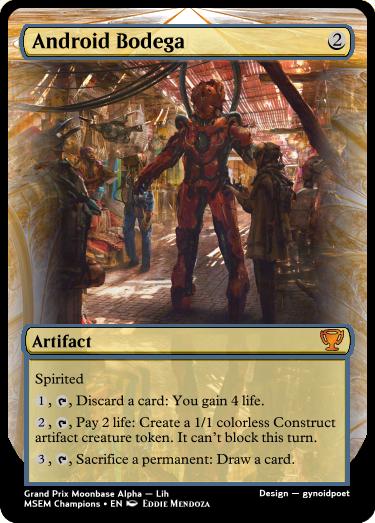 Android Bodega 2
Artifact
Spirited
1, , Discard a card: You gain 4 life.
2, , Pay 2 life: Create a 1/1 colorless Construct
artifact creature token. It can't block this turn.
3, , Sacrifice a permanent: Draw a card.
Grand Prix Moonbase Alpha — Lih Design — gynoidpoet
MSEM Champions • EN Eddie Mendoza